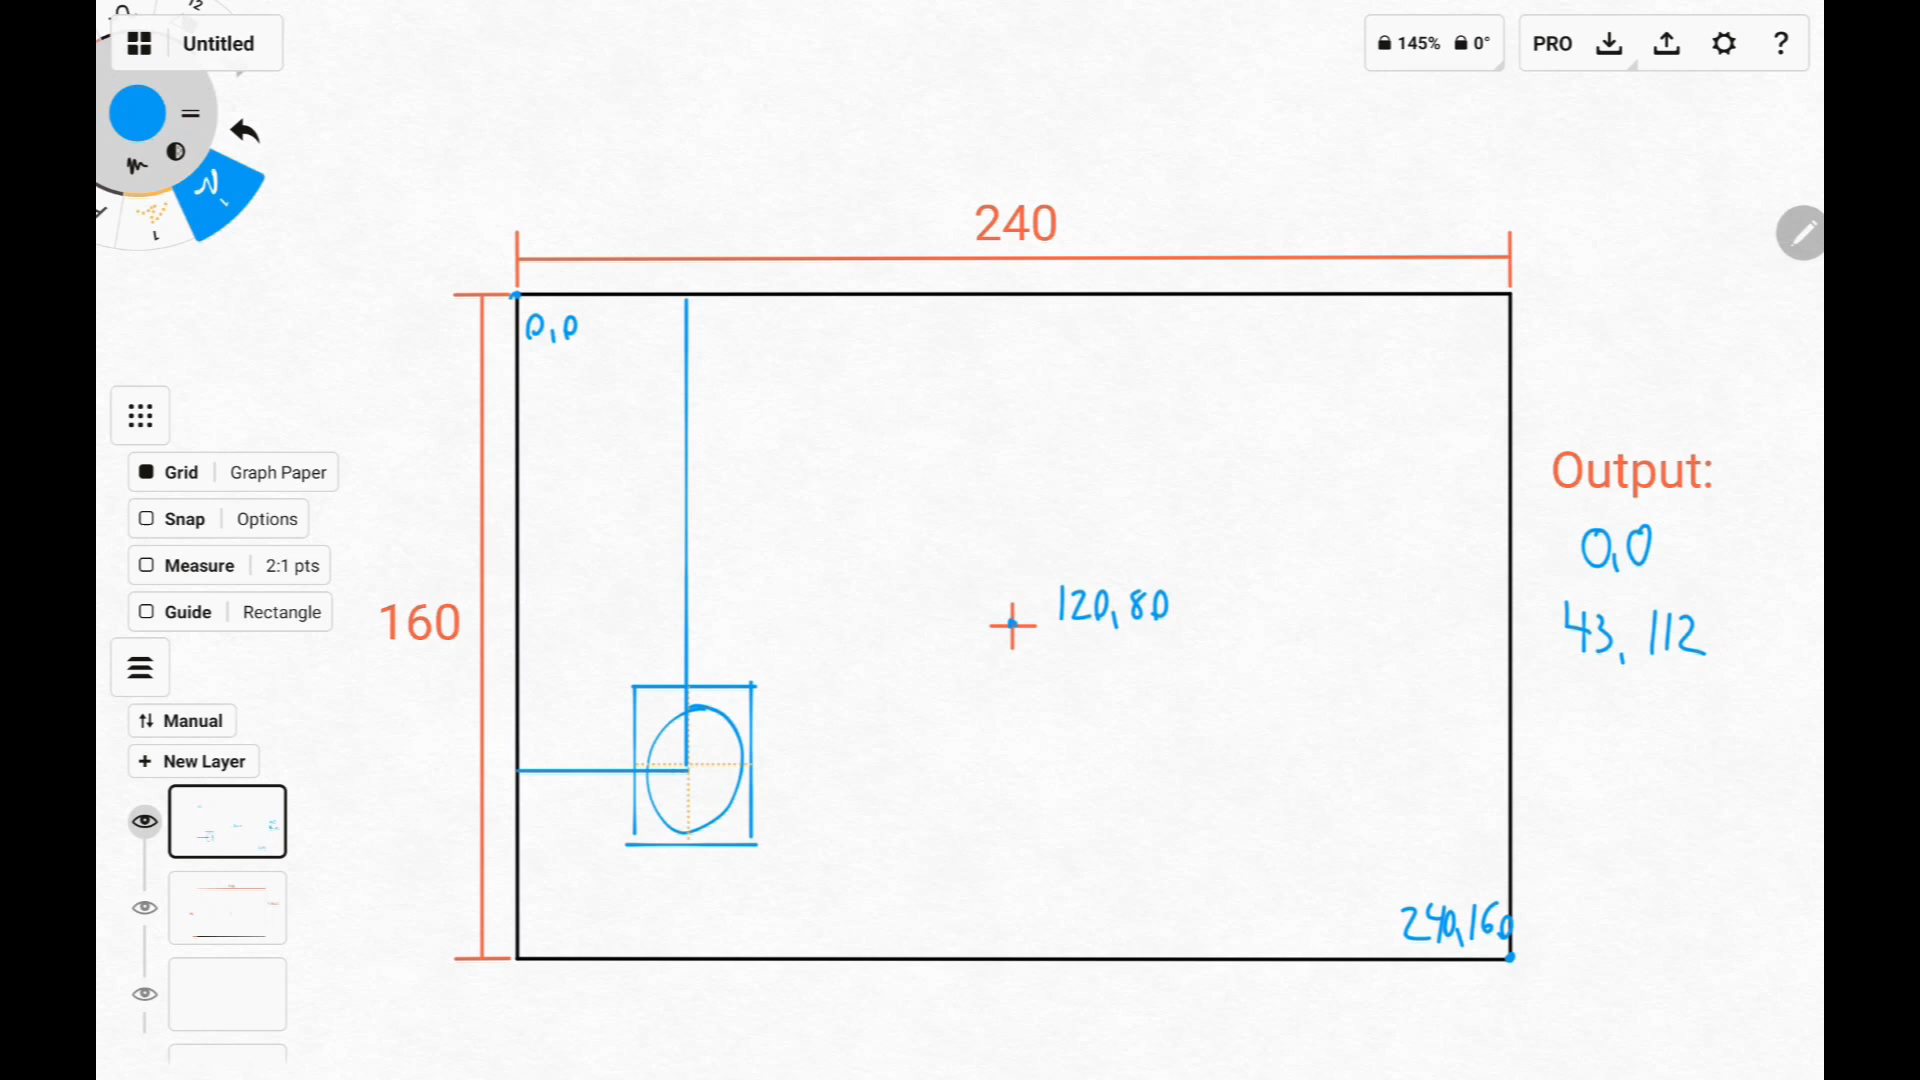 Untitled
145% 0°
PRO
?
240
0,0
Grid Graph Paper
Snap Options
Measure 2:1 pts
Guide Rectangle
160
120,80
Output:
0,0
43, 112
Manual
+ New Layer
240,160